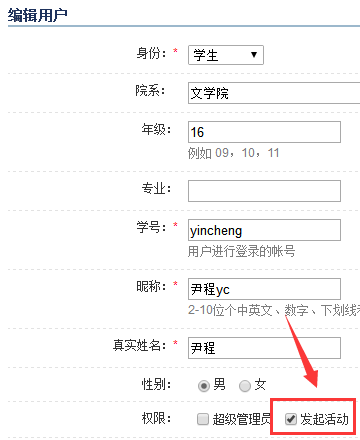 编辑用户
身份：* 学生
院系： 文学院
年级： 16
例如 09，10，11
专业：
学号：* yincheng
用户进行登录的帐号
昵称：* 尹程yc
2-10位个中英文、数字、下划线
真实姓名：* 尹程
性别： 男 女
权限： 超级管理员 发起活动